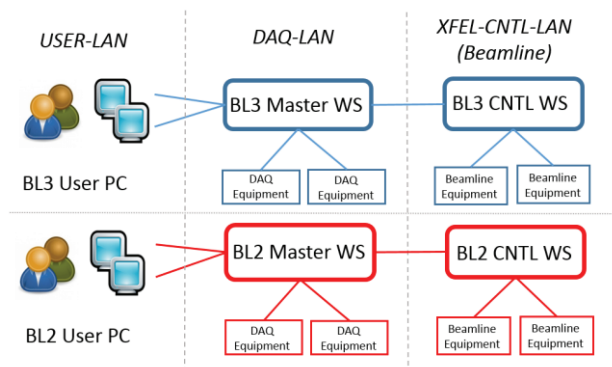 USER-LAN
DAQ-LAN
XFEL-CNTL-LAN
(Beamline)
BL3 User PC
BL3 Master WS
BL3 CNTL WS
DAQ
Equipment
DAQ
Equipment
Beamline
Equipment
Beamline
Equipment
BL2 User PC
BL2 Master WS
BL2 CNTL WS
DAQ
Equipment
DAQ
Equipment
Beamline
Equipment
Beamline
Equipment